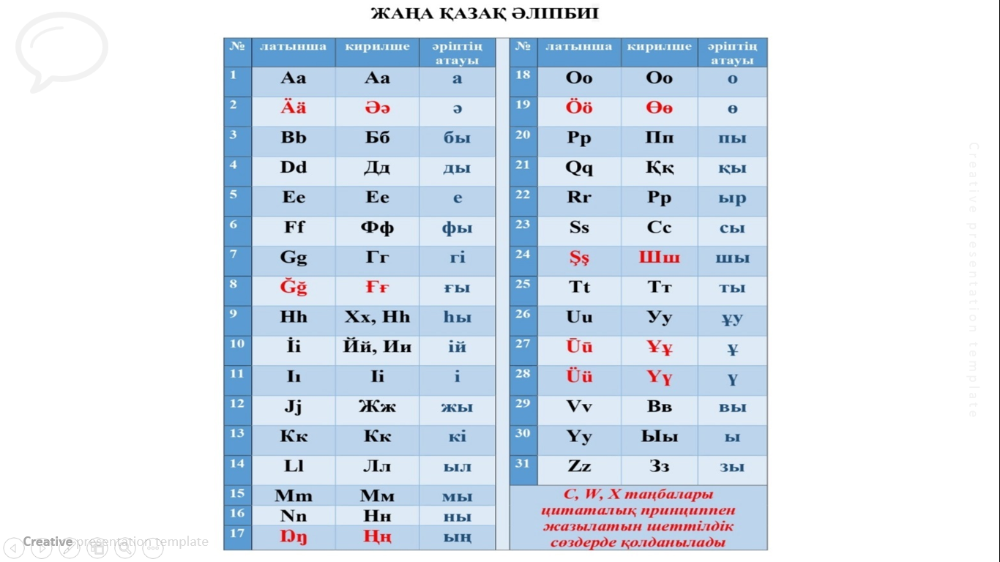 ЖАҢА ҚАЗАҚ ӘЛІПБИІ
№ латынша кирилше әріптің атауы
1 Aa Аа а
2 Ää Әә ә
3 Bb Бб бы
4 Dd Дд ды
5 Ee Ее е
6 Ff Фф фы
7 Gg Гг гі
8 Ğğ Ғғ ғы
9 Hh Хх, Һһ һы
10 İi Йй, Ии ій
11 Iı Іі і
12 Jj Жж жы
13 Kк Кк кі
14 Ll Лл ыл
15 Mm Мм мы
16 Nn Нн ны
17 Ŋŋ Ңң ың
№ латынша кирилше әріптің атауы
18 Oo Оо о
19 Öö Өө ө
20 Pp Пп пы
21 Qq Ққ қы
22 Rr Рр ыр
23 Ss Сс сы
24 Şş Шш шы
25 Tt Тт ты
26 Uu Уу ұу
27 Ūū Ұұ ұ
28 Üü Үү ү
29 Vv Вв вы
30 Yy Ыы ы
31 Zz Зз зы
C, W, X таңбалары
цитаталық принциппен
жазылатын шеттілдік
сөздерде қолданылады
Creative presentation template
Creative presentation template